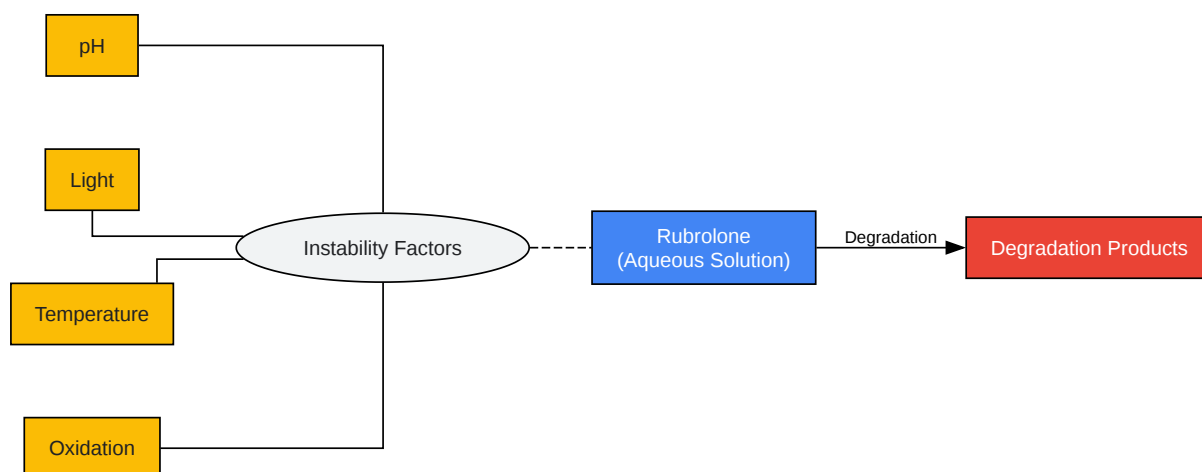 pH
Light
Temperature
Oxidation
Instability Factors
Rubrolone
(Aqueous Solution)
Degradation
Degradation Products